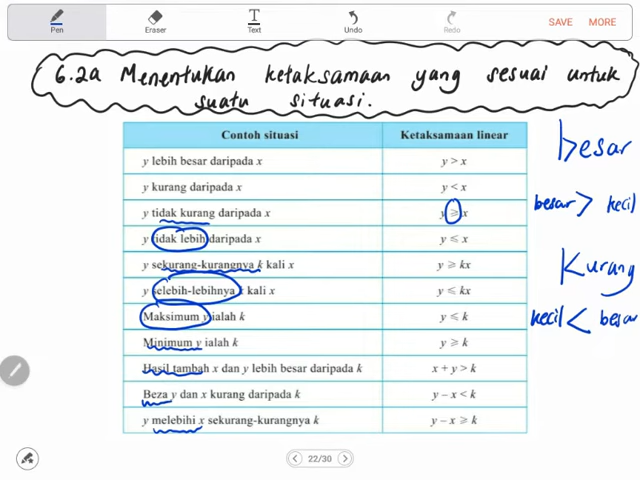 Pen
Eraser
Text
Undo
Redo
SAVE
MORE
6.2a Menentukan ketaksamaan yang sesuai untuk
suatu situasi.
Contoh situasi Ketaksamaan linear
y lebih besar daripada x y > x
y kurang daripada x y < x
y tidak kurang daripada x y ⩾ x
y tidak lebih daripada x y ⩽ x
y sekurang-kurangnya k kali x y ⩾ kx
y selebih-lebihnya k kali x y ⩽ kx
Maksimum y ialah k y ⩽ k
Minimum y ialah k y ⩾ k
Hasil tambah x dan y lebih besar daripada k x + y > k
Beza y dan x kurang daripada k y − x < k
y melebihi x sekurang-kurangnya k y − x ⩾ k
besar
besar > kecil
Kurang
kecil < besar
22/30